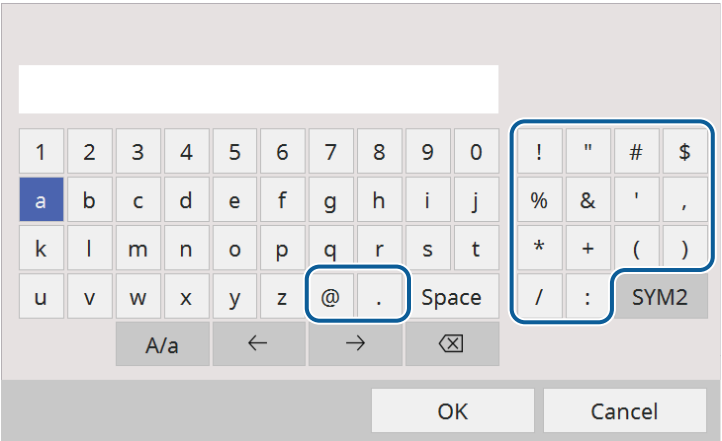 1 2 3 4 5 6 7 8 9 0 ! " # $
a b c d e f g h i j % & ' ,
k l m n o p q r s t * + ( )
u v w x y z @ . Space / : SYM2
A/a ← → ⌫
OK Cancel